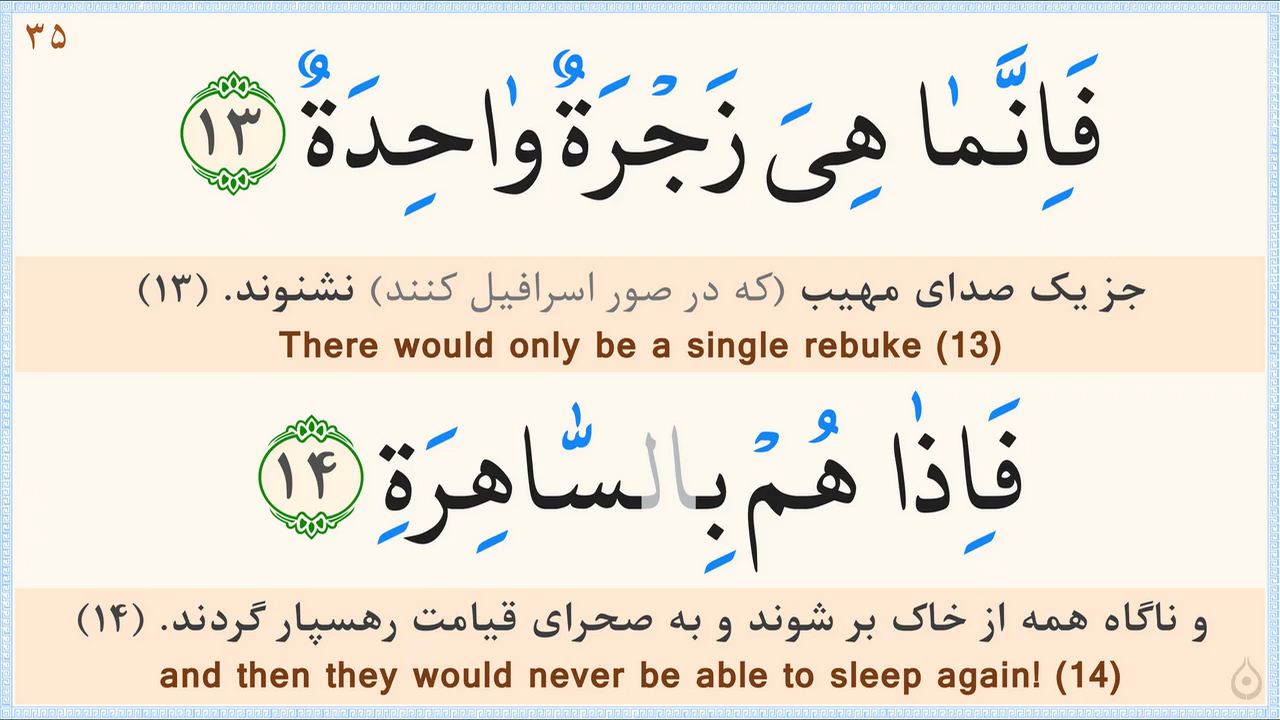 ۳۵
فَاِنَّمٰا هِیَ زَجْرَةٌ وٰاحِدَةٌ ۱۳
جز یک صدای مهیب (که در صور اسرافیل کنند) نشنوند. (۱۳)
There would only be a single rebuke (13)
فَاِذٰا هُمْ بِالسّٰاهِرَةِ ۱۴
و ناگاه همه از خاک بر شوند و به صحرای قیامت رهسپار گردند. (۱۴)
and then they would never be able to sleep again! (14)